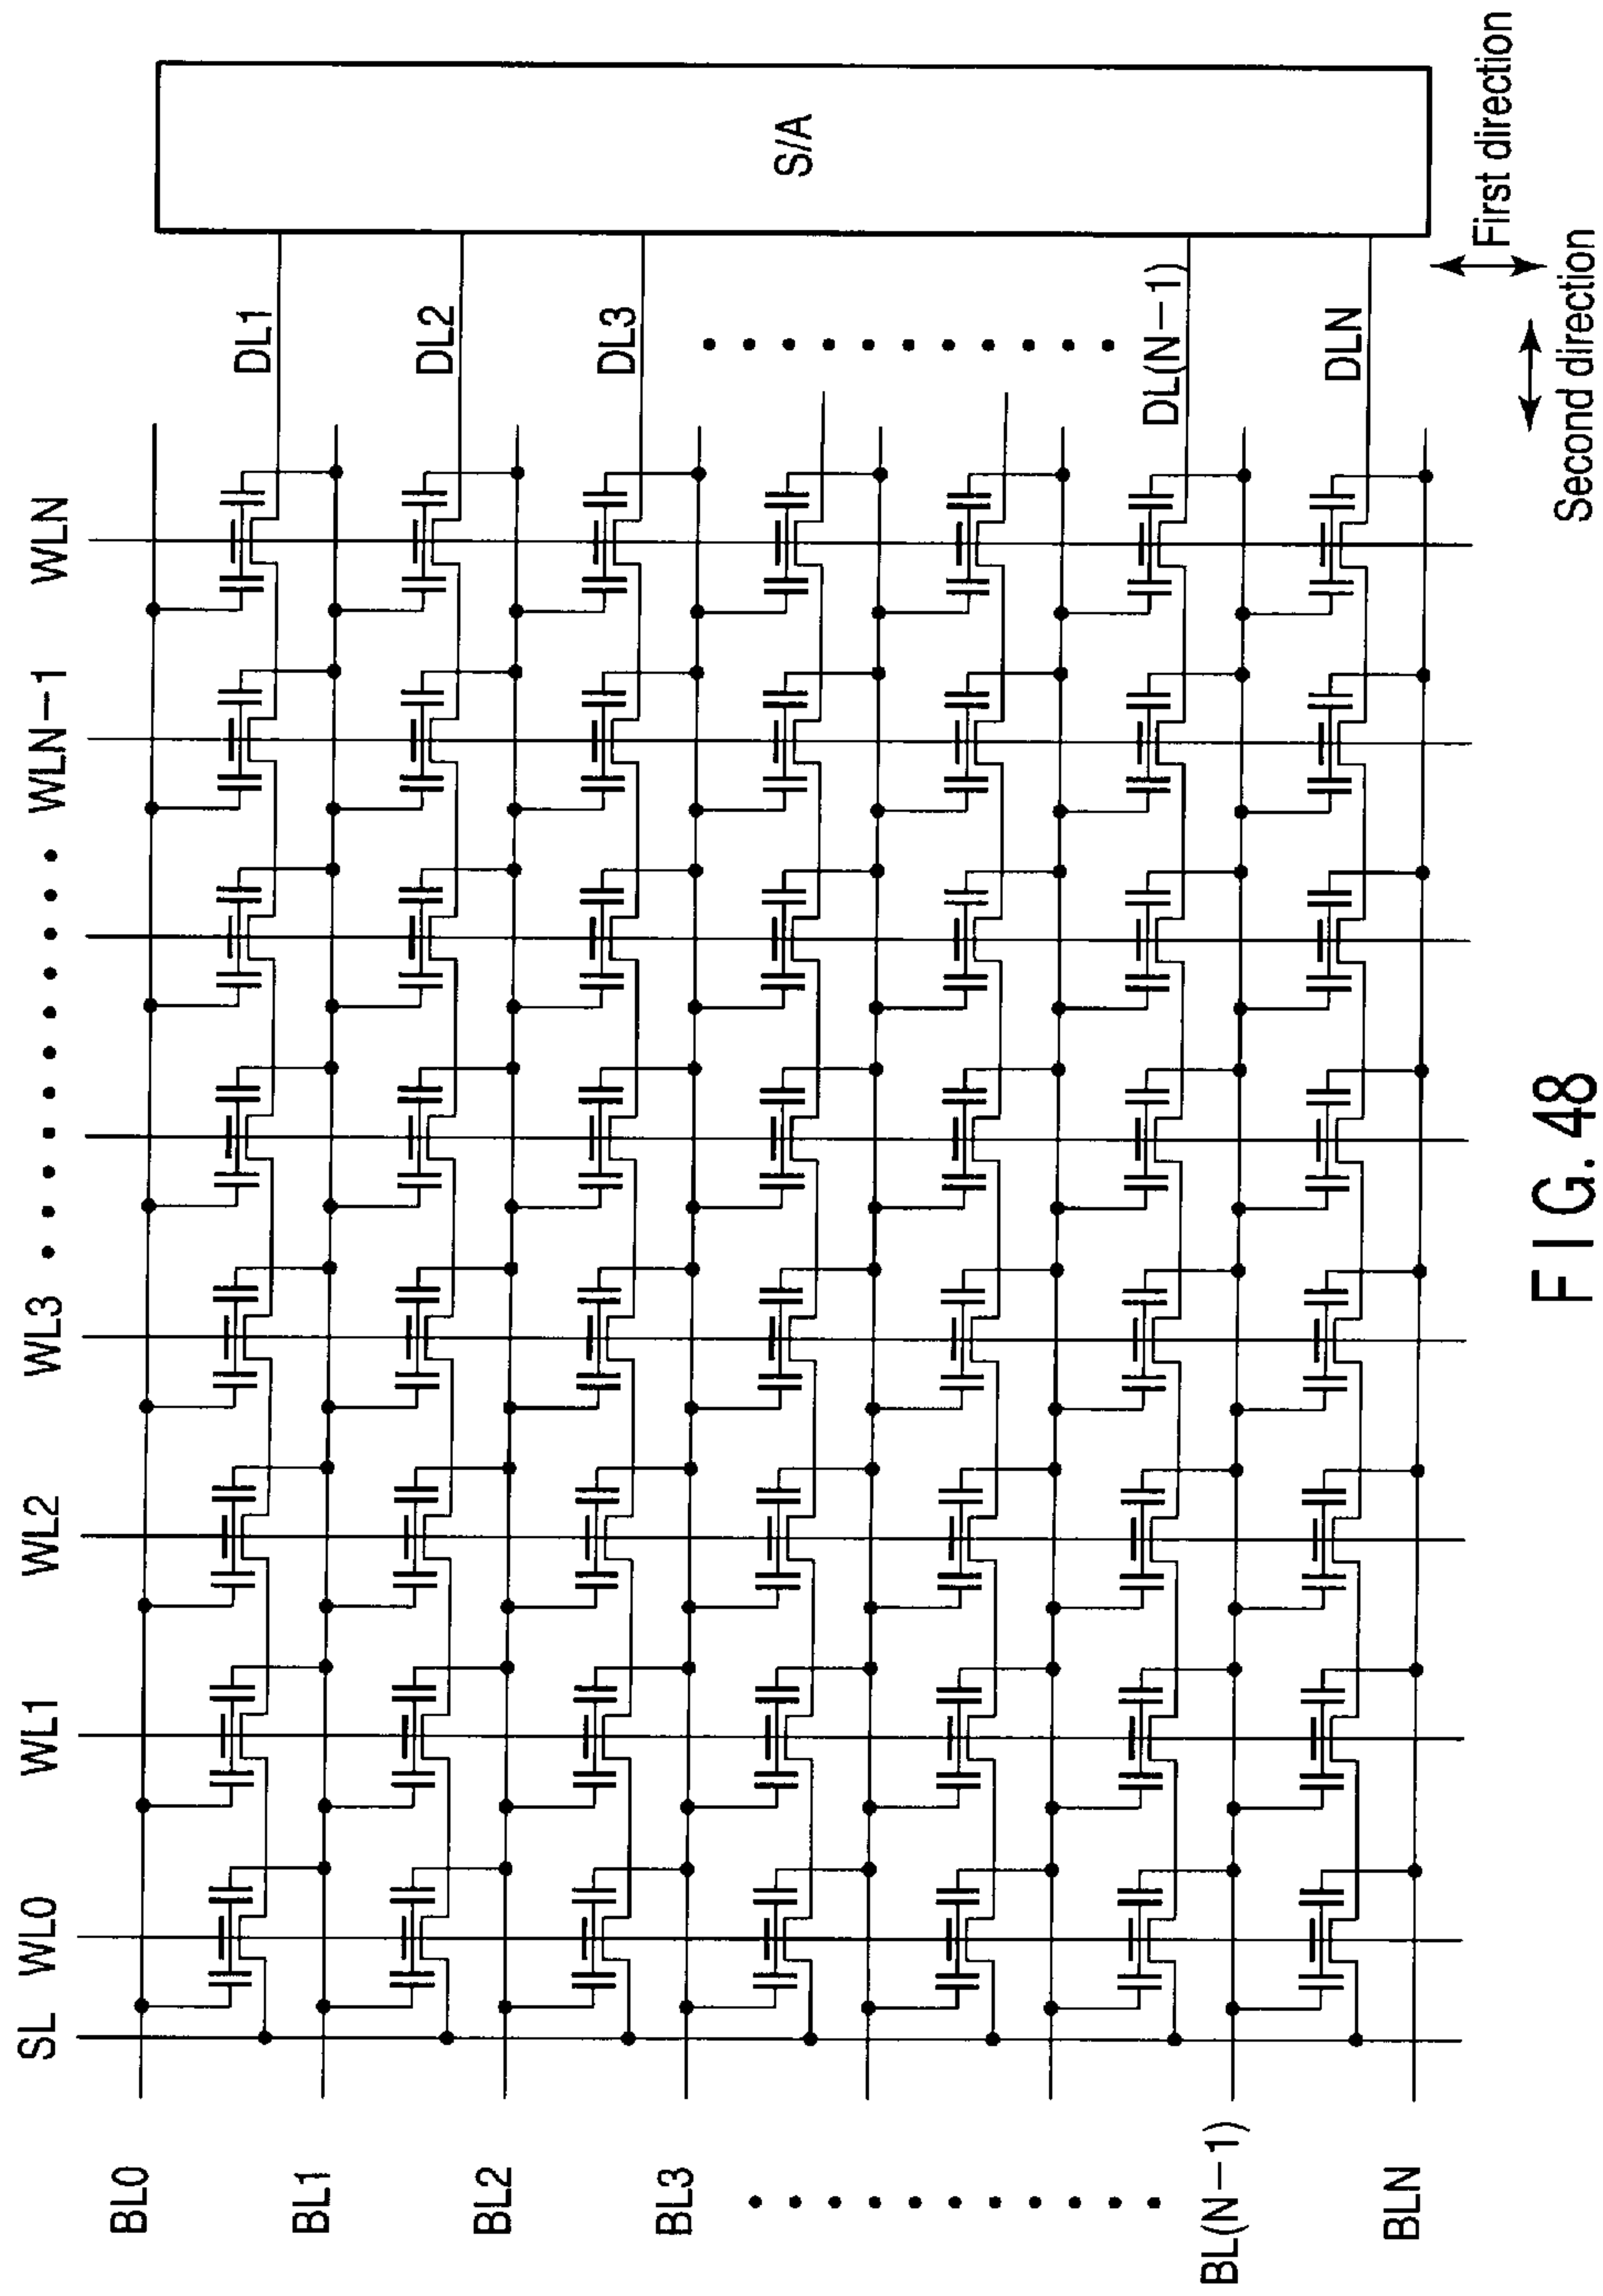 SL
WL0
WL1
WL2
WL3
WLN-1
WLN
BL0
BL1
BL2
BL3
BL(N-1)
BLN
DL1
DL2
DL3
DL(N-1)
DLN
S/A
First direction
Second direction
FIG. 48